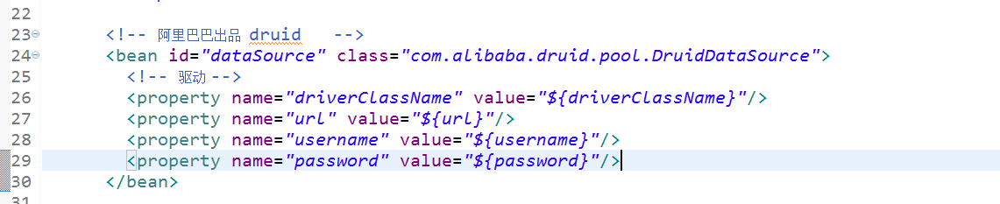 22
23 <!-- 阿里巴巴出品 druid   -->
24 <bean id="dataSource" class="com.alibaba.druid.pool.DruidDataSource">
25 <!-- 驱动 -->
26 <property name="driverClassName" value="${driverClassName}"/>
27 <property name="url" value="${url}"/>
28 <property name="username" value="${username}"/>
29 <property name="password" value="${password}"/>
30 </bean>
31